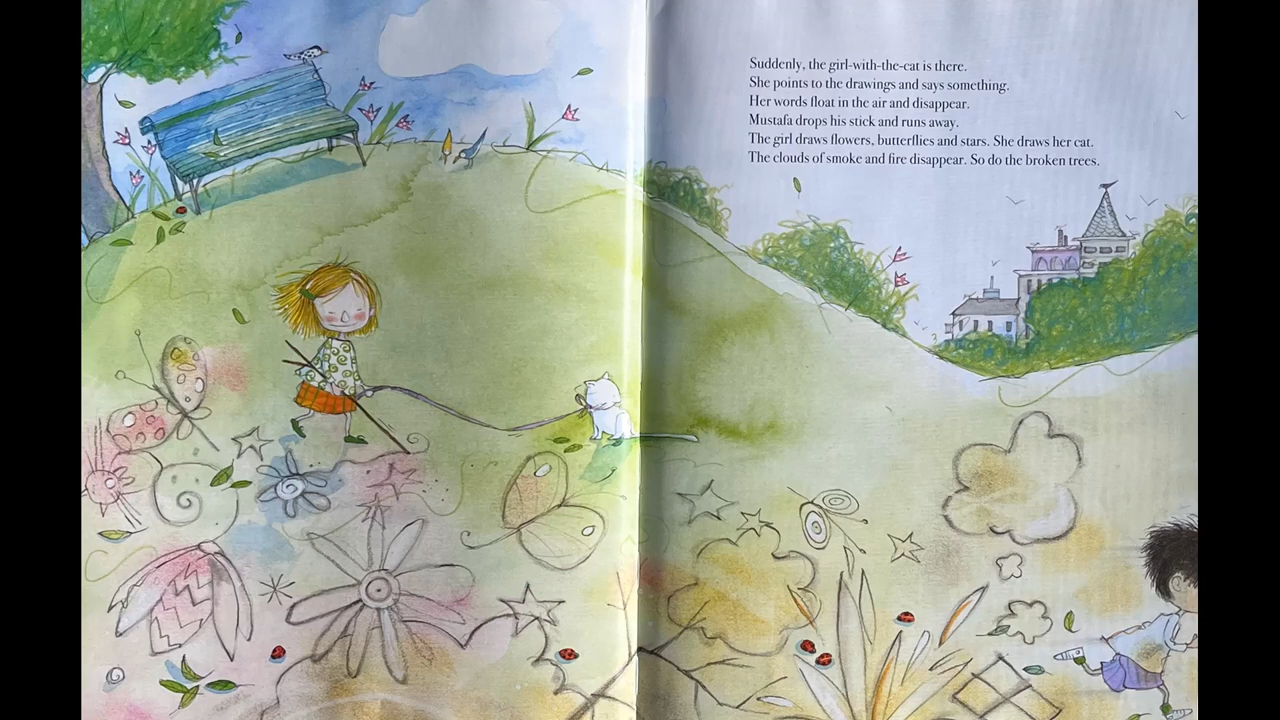 Suddenly, the girl-with-the-cat is there.
She points to the drawings and says something.
Her words float in the air and disappear.
Mustafa drops his stick and runs away.
The girl draws flowers, butterflies and stars. She draws her cat.
The clouds of smoke and fire disappear. So do the broken trees.